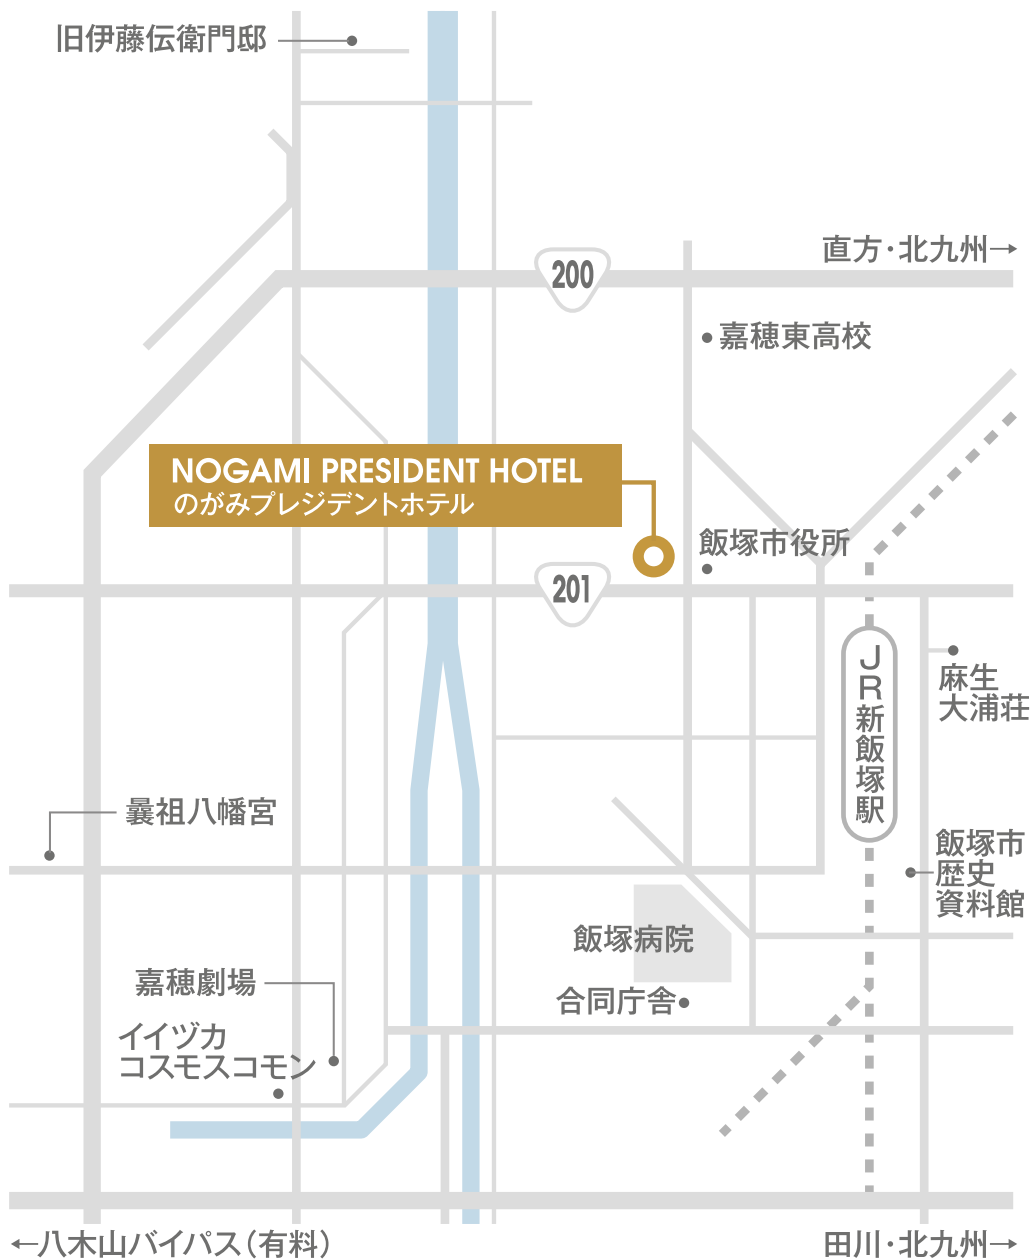 旧伊藤伝衛門邸
直方・北九州→
200
嘉穂東高校
NOGAMI PRESIDENT HOTEL
のがみプレジデントホテル
飯塚市役所
201
JR新飯塚駅
麻生
大浦荘
曩祖八幡宮
飯塚市
歴史
資料館
飯塚病院
嘉穂劇場
合同庁舎
イイヅカ
コスモスコモン
←八木山バイパス（有料）
田川・北九州→